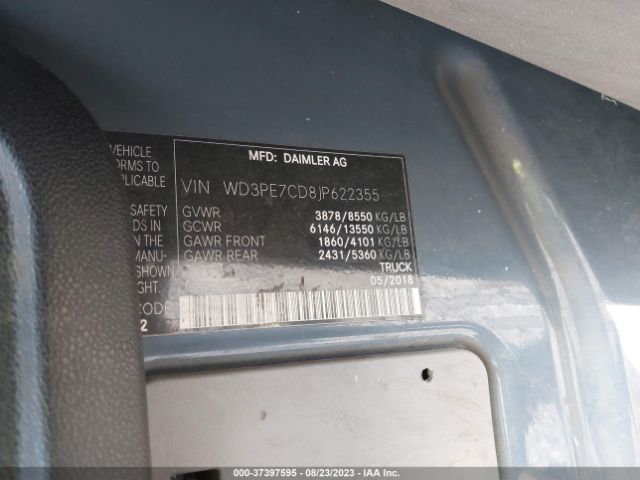 MFD: DAIMLER AG
VEHICLE
ORMS TO
PLICABLE
VIN WD3PE7CD8JP622355
SAFETY
DS IN
N THE
MANU-
SHOWN
GHT.
CODE
2
GVWR 3878/8550 KG/LB
GCWR 6146/13550 KG/LB
GAWR FRONT 1860/4101 KG/LB
GAWR REAR 2431/5360 KG/LB
TRUCK
05/2018
000-37397595 - 08/23/2023 - IAA Inc.